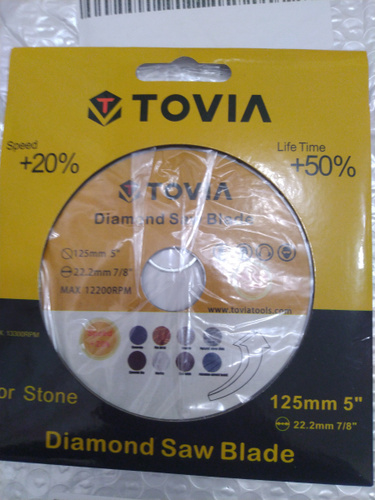 TOVIA
Speed
+20%
Life Time
+50%
TOVIA
Diamond Saw Blade
125mm 5"
22.2mm 7/8"
MAX 12200RPM
www.toviatools.com
12200RPM
or Stone
125mm 5"
22.2mm 7/8"
Diamond Saw Blade